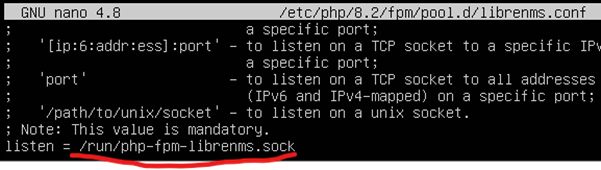 GNU nano 4.8 /etc/php/8.2/fpm/pool.d/librenms.conf
; a specific port;
; '[ip:6:addr:ess]:port' - to listen on a TCP socket to a specific IPv
; a specific port;
; 'port' - to listen on a TCP socket to all addresses
; (IPv6 and IPv4-mapped) on a specific port;
; '/path/to/unix/socket' - to listen on a unix socket.
; Note: This value is mandatory.
listen = /run/php-fpm-librenms.sock